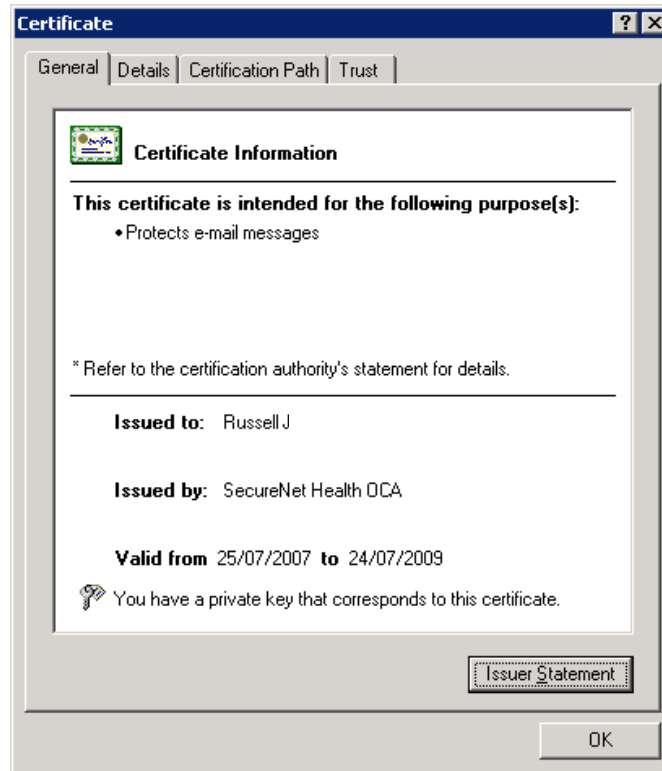 Certificate
General Details Certification Path Trust
Certificate Information
This certificate is intended for the following purpose(s):
•Protects e-mail messages
* Refer to the certification authority's statement for details.
Issued to: Russell J
Issued by: SecureNet Health OCA
Valid from 25/07/2007 to 24/07/2009
You have a private key that corresponds to this certificate.
Issuer Statement
OK